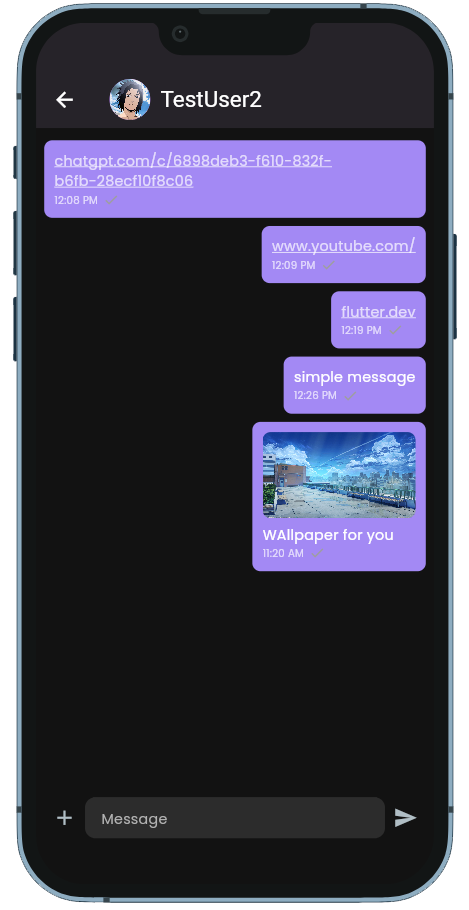 TestUser2
chatgpt.com/c/6898deb3-f610-832f-
b6fb-28ecf10f8c06
12:08 PM
www.youtube.com/
12:09 PM
flutter.dev
12:19 PM
simple message
12:26 PM
WAllpaper for you
11:20 AM
Message